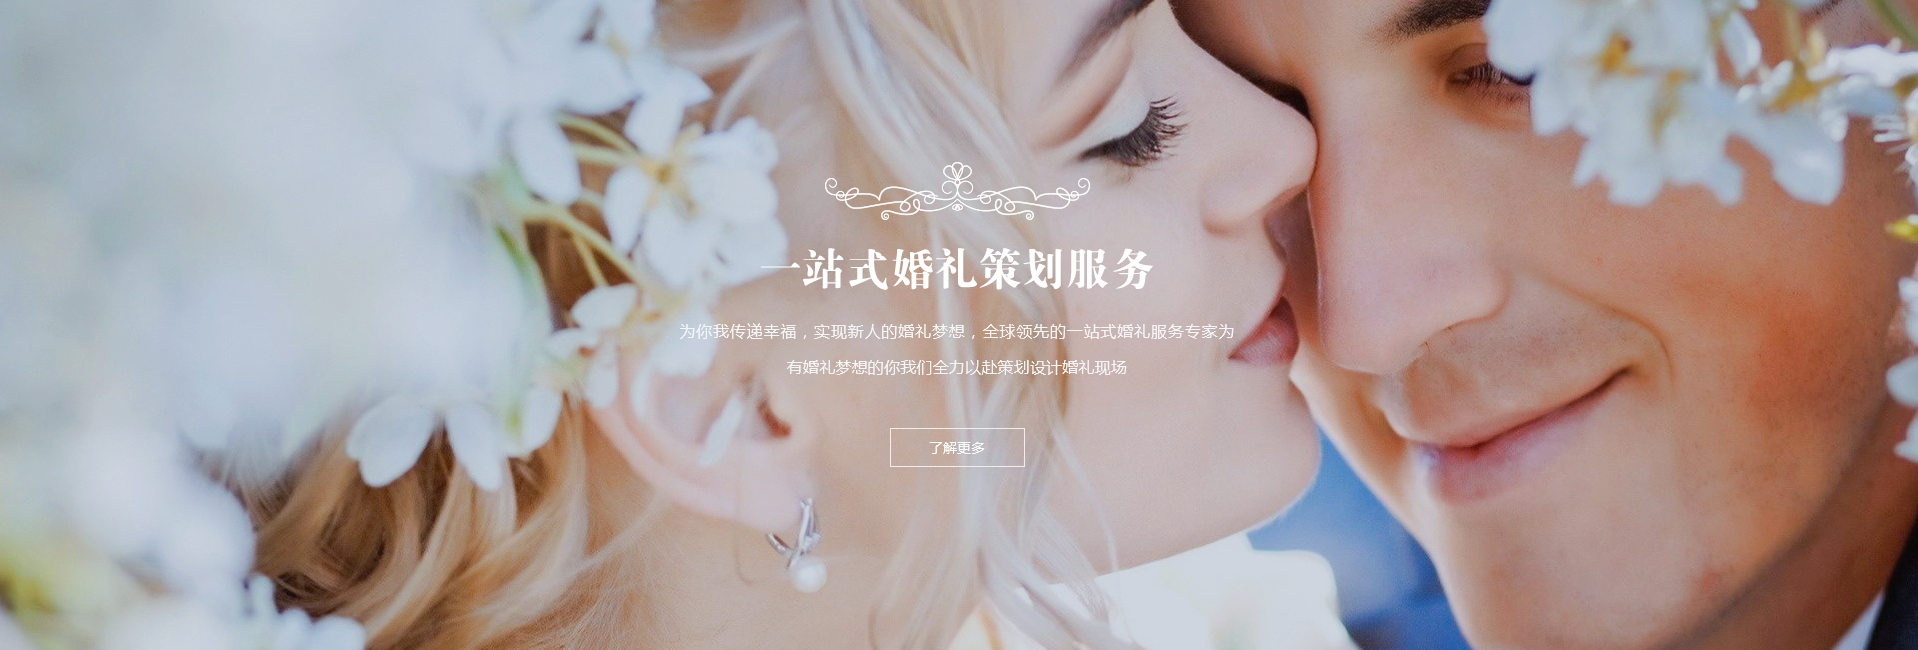 一站式婚礼策划服务
为你我传递幸福，实现新人的婚礼梦想，全球领先的一站式婚礼服务专家为
有婚礼梦想的你我们全力以赴策划设计婚礼现场
了解更多